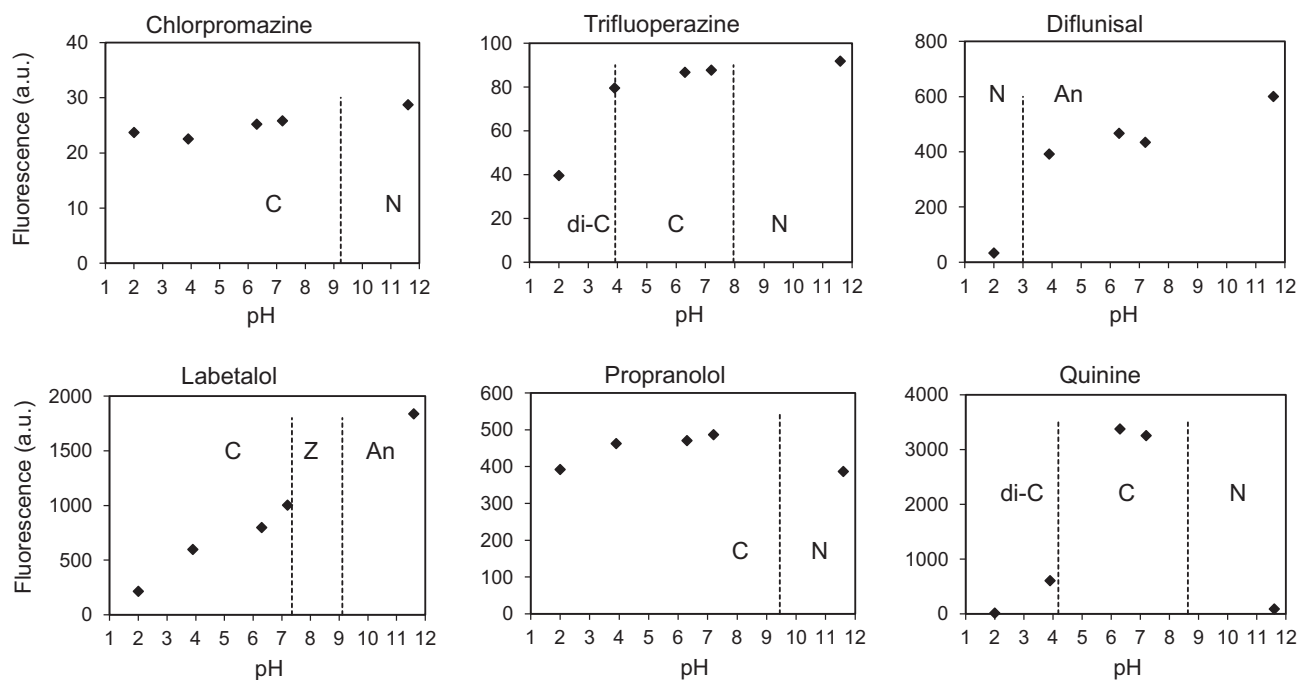 Chlorpromazine
Fluorescence (a.u.)
40
30
20
10
0
C
N
1 2 3 4 5 6 7 8 9 10 11 12
pH
Trifluoperazine
100
80
60
40
20
0
di-C
C
N
1 2 3 4 5 6 7 8 9 10 11 12
pH
Diflunisal
800
600
400
200
0
N
An
1 2 3 4 5 6 7 8 9 10 11 12
pH
Labetalol
Fluorescence (a.u.)
2000
1500
1000
500
0
C
Z
An
1 2 3 4 5 6 7 8 9 10 11 12
pH
Propranolol
600
500
400
300
200
100
0
C
N
1 2 3 4 5 6 7 8 9 10 11 12
pH
Quinine
4000
3000
2000
1000
0
di-C
C
N
1 2 3 4 5 6 7 8 9 10 11 12
pH